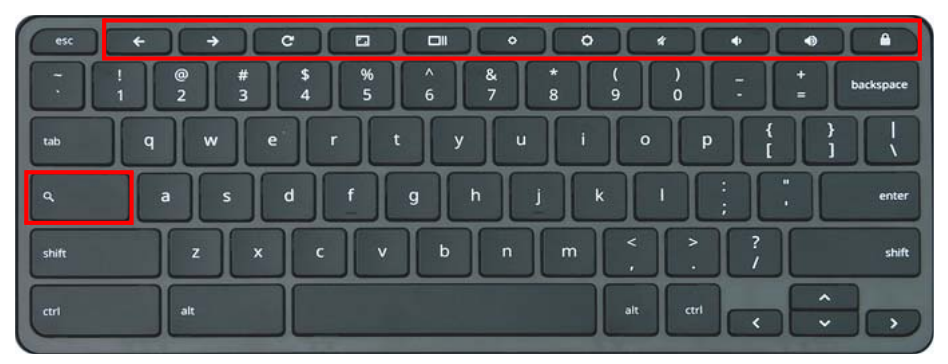 esc
~ ! @ # $ % ^ & * ( ) _ +
` 1 2 3 4 5 6 7 8 9 0 - = backspace
tab q w e r t y u i o p { [ } ] | \
a s d f g h j k l : ; " ' enter
shift z x c v b n m < , > . ? / shift
ctrl alt alt ctrl